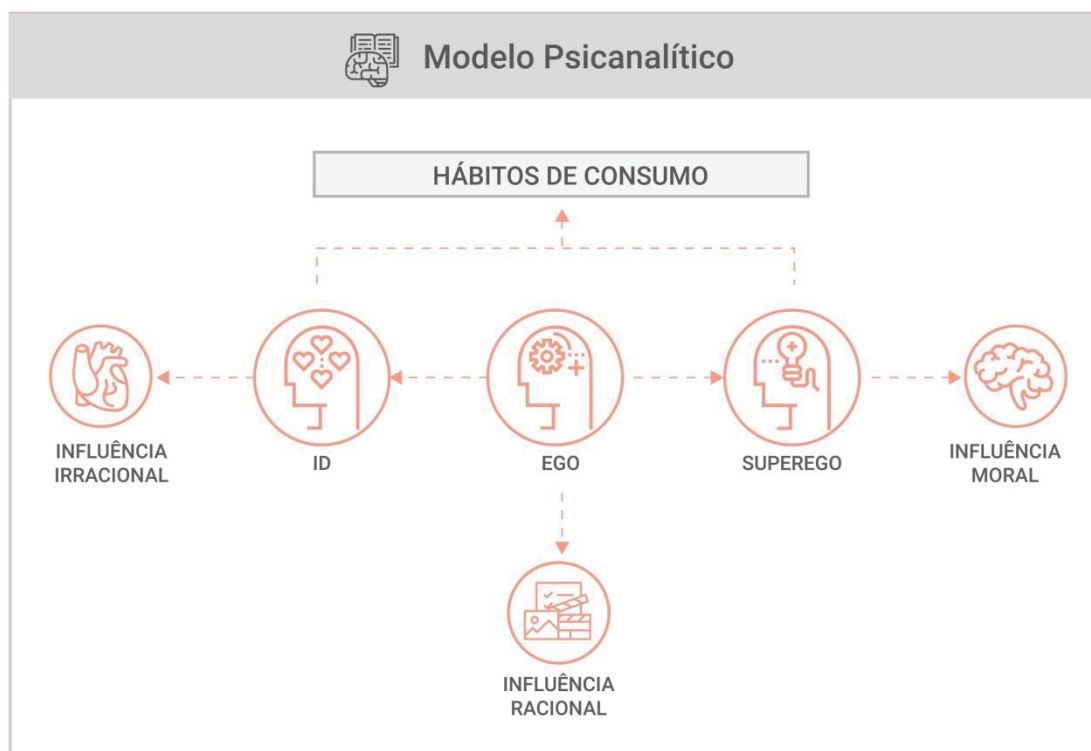 Modelo Psicanalítico
HÁBITOS DE CONSUMO
INFLUÊNCIA
IRRACIONAL
ID
EGO
SUPEREGO
INFLUÊNCIA
MORAL
INFLUÊNCIA
RACIONAL